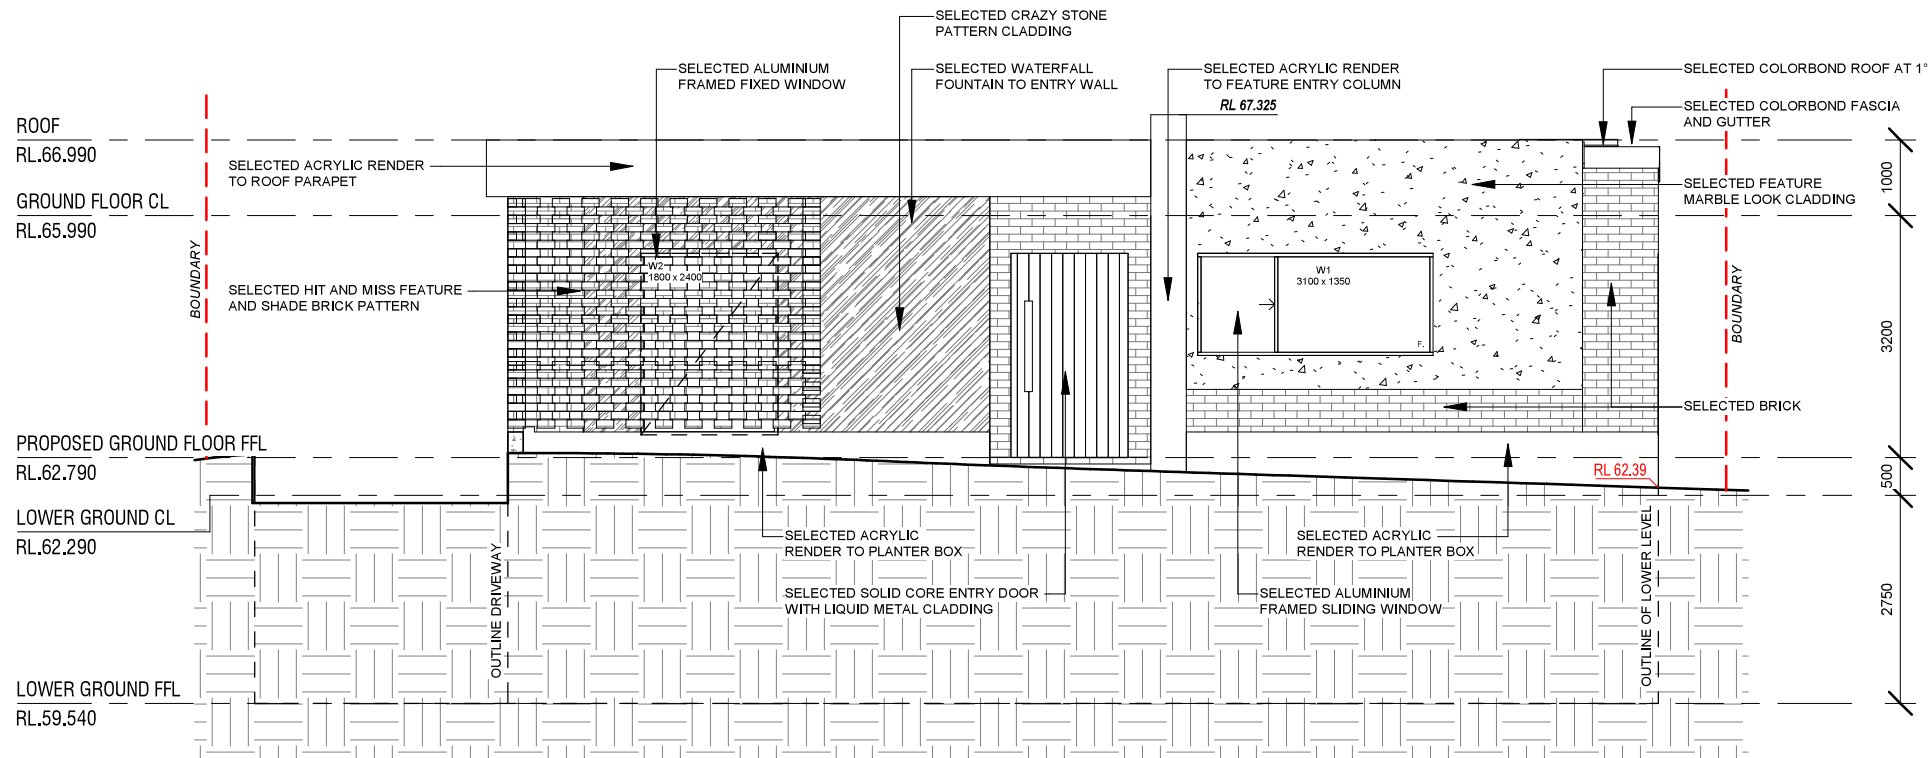 SELECTED CRAZY STONE
PATTERN CLADDING
SELECTED ALUMINIUM
FRAMED FIXED WINDOW
SELECTED WATERFALL
FOUNTAIN TO ENTRY WALL
SELECTED ACRYLIC RENDER
TO FEATURE ENTRY COLUMN
RL 67.325
SELECTED COLORBOND ROOF AT 1°
SELECTED COLORBOND FASCIA
AND GUTTER
ROOF
RL.66.990
SELECTED ACRYLIC RENDER
TO ROOF PARAPET
1000
SELECTED FEATURE
MARBLE LOOK CLADDING
GROUND FLOOR CL
RL.65.990
BOUNDARY
W2
1800 x 2400
W1
3100 x 1350
F.
SELECTED HIT AND MISS FEATURE
AND SHADE BRICK PATTERN
BOUNDARY
3200
SELECTED BRICK
PROPOSED GROUND FLOOR FFL
RL.62.790
RL 62.39
500
LOWER GROUND CL
RL.62.290
SELECTED ACRYLIC
RENDER TO PLANTER BOX
SELECTED ACRYLIC
RENDER TO PLANTER BOX
OUTLINE DRIVEWAY
SELECTED SOLID CORE ENTRY DOOR
WITH LIQUID METAL CLADDING
SELECTED ALUMINIUM
FRAMED SLIDING WINDOW
OUTLINE OF LOWER LEVEL
2750
LOWER GROUND FFL
RL.59.540